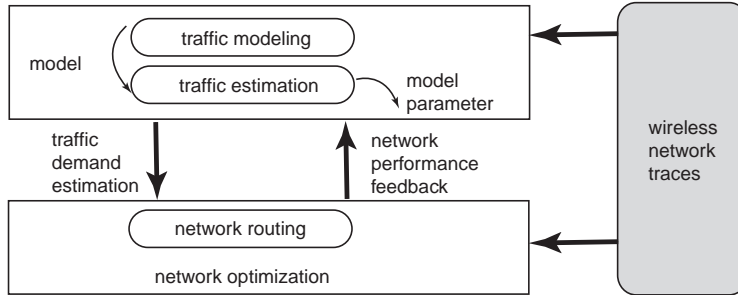 traffic modeling
model
traffic estimation
model
parameter
traffic
demand
estimation
network
performance
feedback
wireless
network
traces
network routing
network optimization